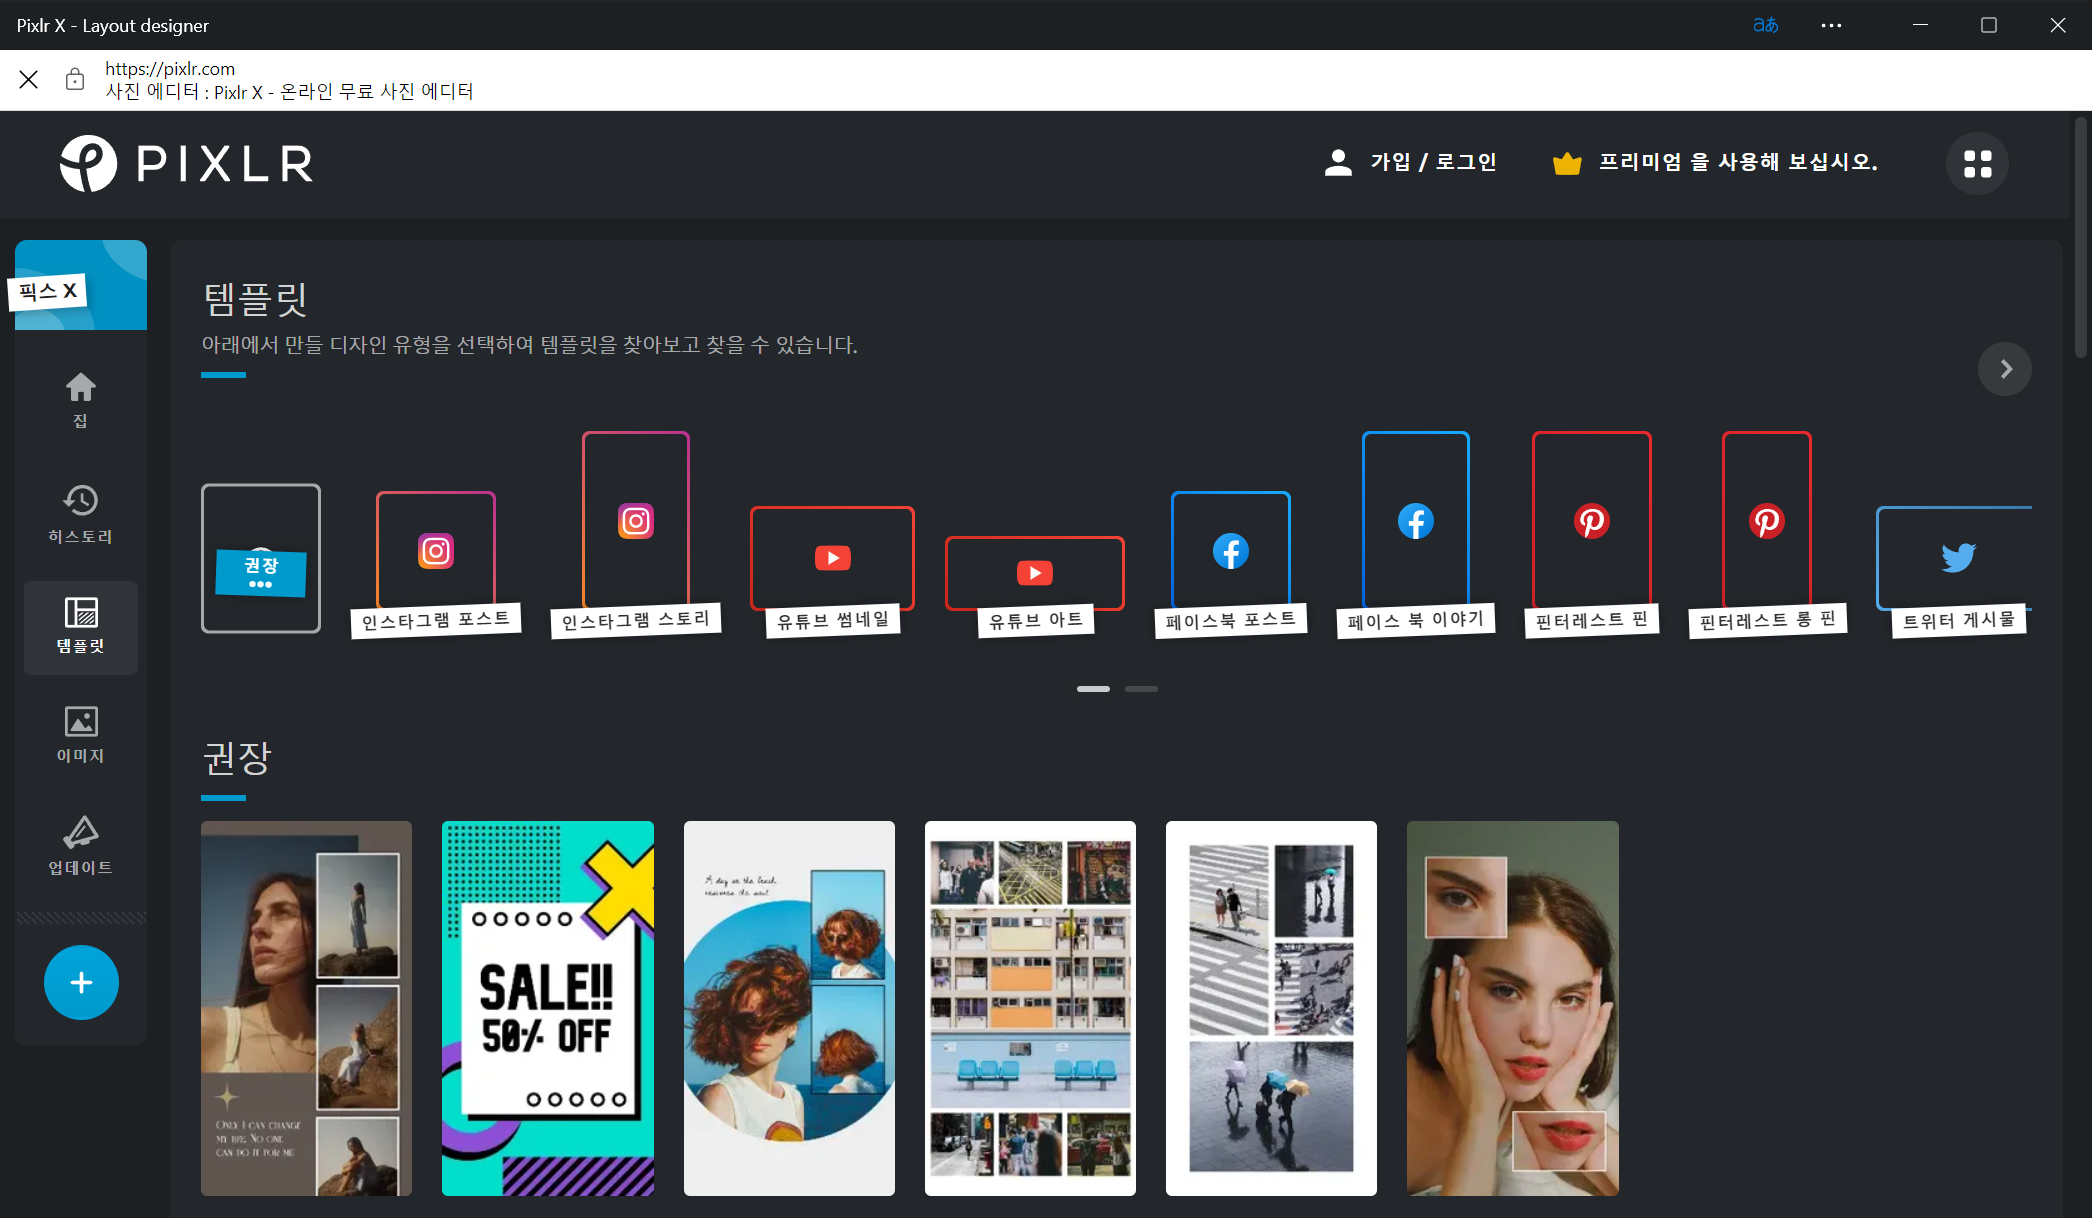 Pixlr X - Layout designer
aあ
https://pixlr.com
사진 에디터 : Pixlr X - 온라인 무료 사진 에디터
PIXLR
가입 / 로그인
프리미엄 을 사용해 보십시오.
픽스 X
집
히스토리
템플릿
이미지
업데이트
템플릿
아래에서 만들 디자인 유형을 선택하여 템플릿을 찾아보고 찾을 수 있습니다.
권장
인스타그램 포스트
인스타그램 스토리
유튜브 썸네일
유튜브 아트
페이스북 포스트
페이스 북 이야기
핀터레스트 핀
핀터레스트 롱 핀
트위터 게시물
권장
ONLY I CAN CHANGE
MY LIFE. NO ONE
CAN DO IT FOR ME
SALE!!
50% OFF
A day at the beach
restores the soul